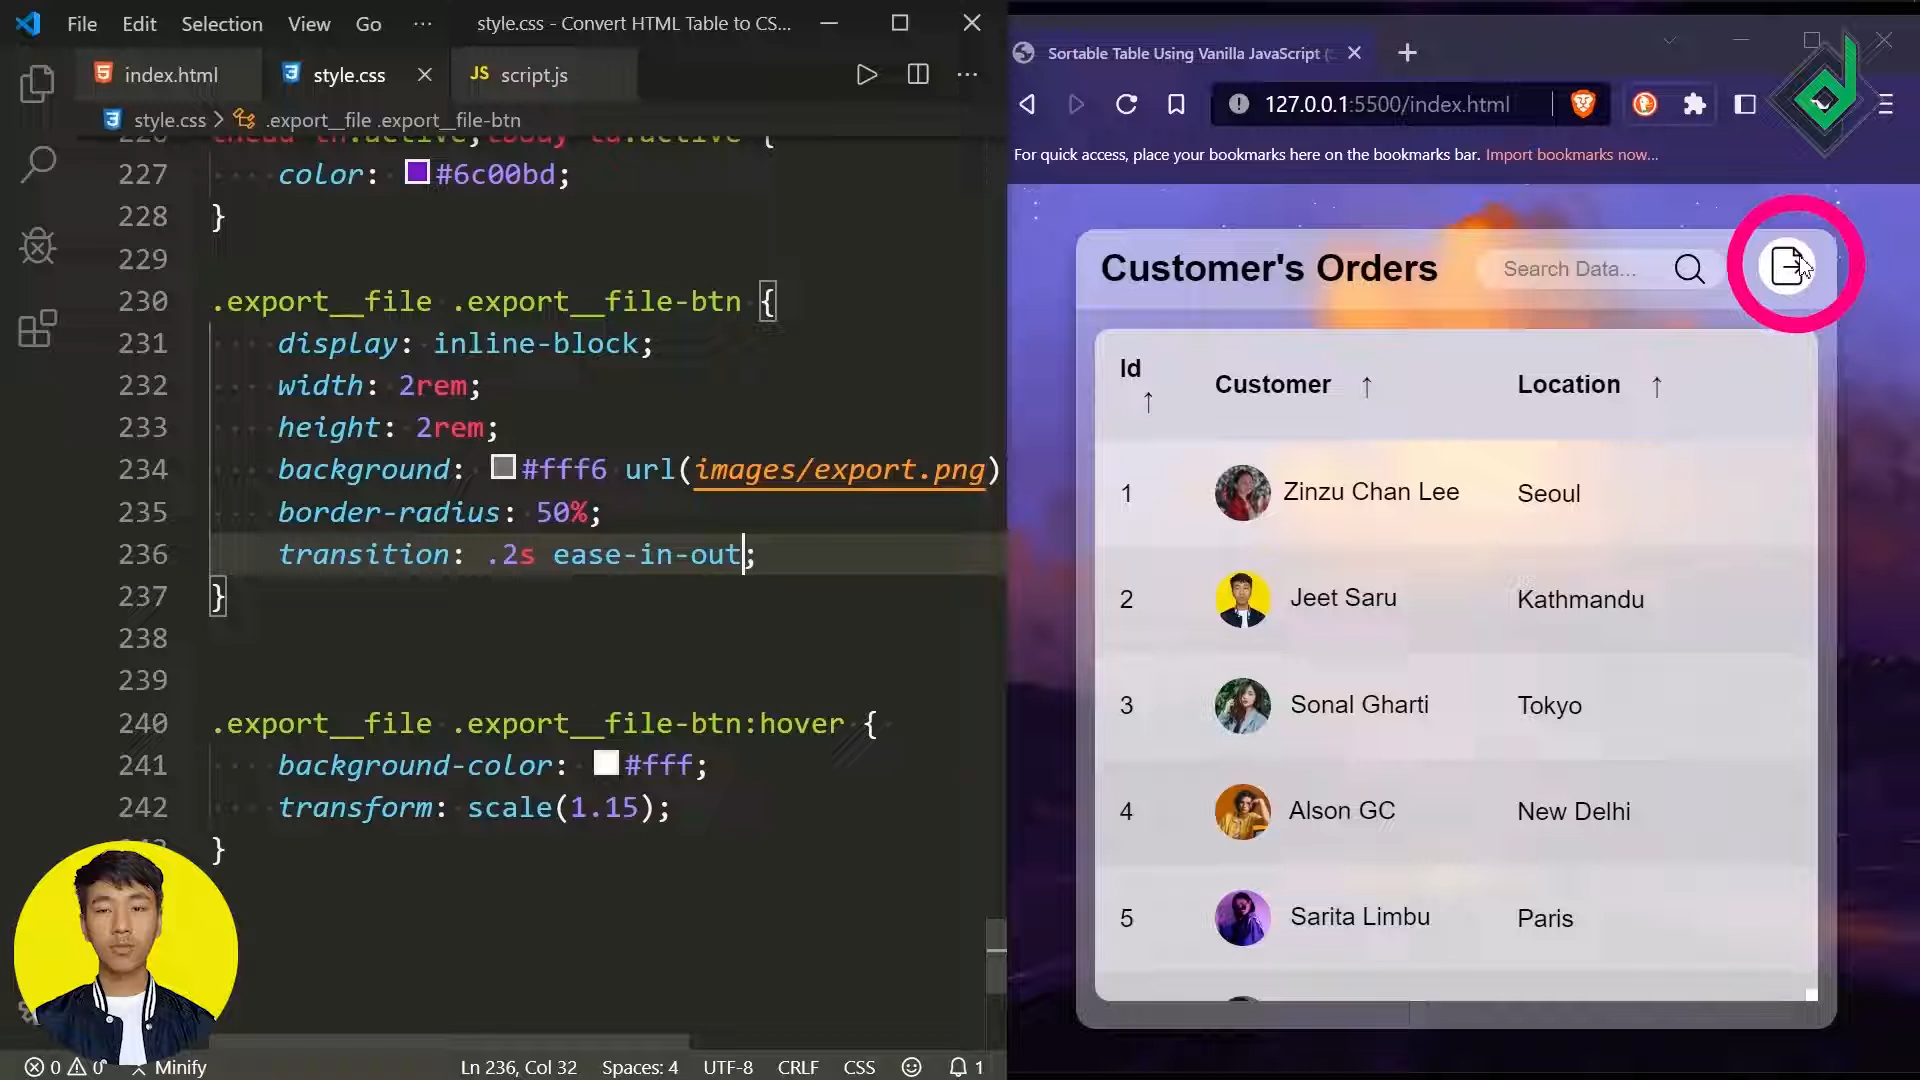 File Edit Selection View Go ··· style.css - Convert HTML Table to CS...
index.html style.css JS script.js
style.css > .export__file .export__file-btn
227 color: #6c00bd;
228 }
229
230 .export__file .export__file-btn {
231 display: inline-block;
232 width: 2rem;
233 height: 2rem;
234 background: #fff6 url(images/export.png)
235 border-radius: 50%;
236 transition: .2s ease-in-out;
237 }
238
239
240 .export__file .export__file-btn:hover {
241 background-color: #fff;
242 transform: scale(1.15);
}
0 0 Minify Ln 236, Col 32 Spaces: 4 UTF-8 CRLF CSS 1
Sortable Table Using Vanilla JavaScript (
127.0.0.1:5500/index.html
For quick access, place your bookmarks here on the bookmarks bar. Import bookmarks now...
Customer's Orders Search Data...
Id ↑ Customer ↑ Location ↑
1 Zinzu Chan Lee Seoul
2 Jeet Saru Kathmandu
3 Sonal Gharti Tokyo
4 Alson GC New Delhi
5 Sarita Limbu Paris